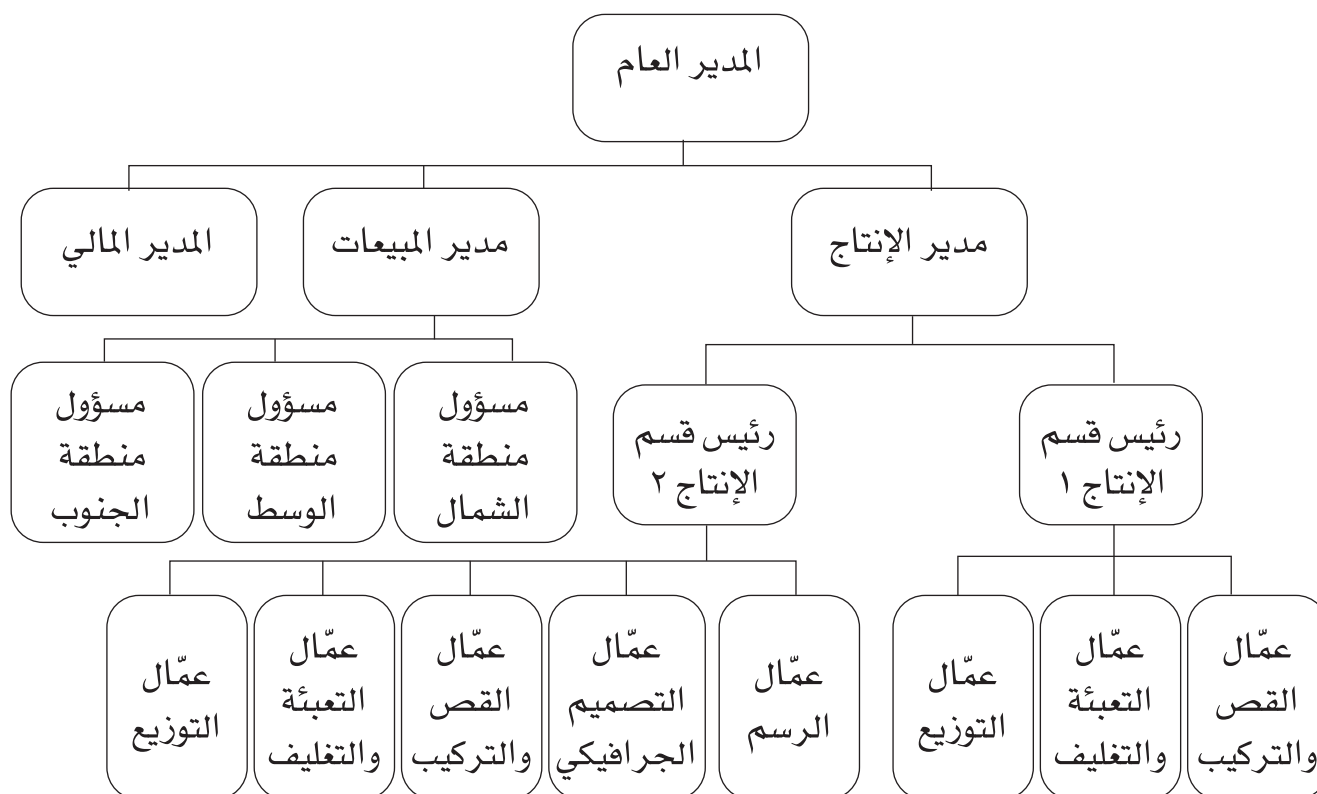 المدير العام
مدير الإنتاج
مدير المبيعات
المدير المالي
مسؤول
منطقة
الشمال
مسؤول
منطقة
الوسط
مسؤول
منطقة
الجنوب
رئيس قسم
الإنتاج ١
رئيس قسم
الإنتاج ٢
عمّال
القص
والتركيب
عمّال
التعبئة
والتغليف
عمّال
التوزيع
عمّال
الرسم
عمّال
التصميم
الجرافيكي
عمّال
القص
والتركيب
عمّال
التعبئة
والتغليف
عمّال
التوزيع